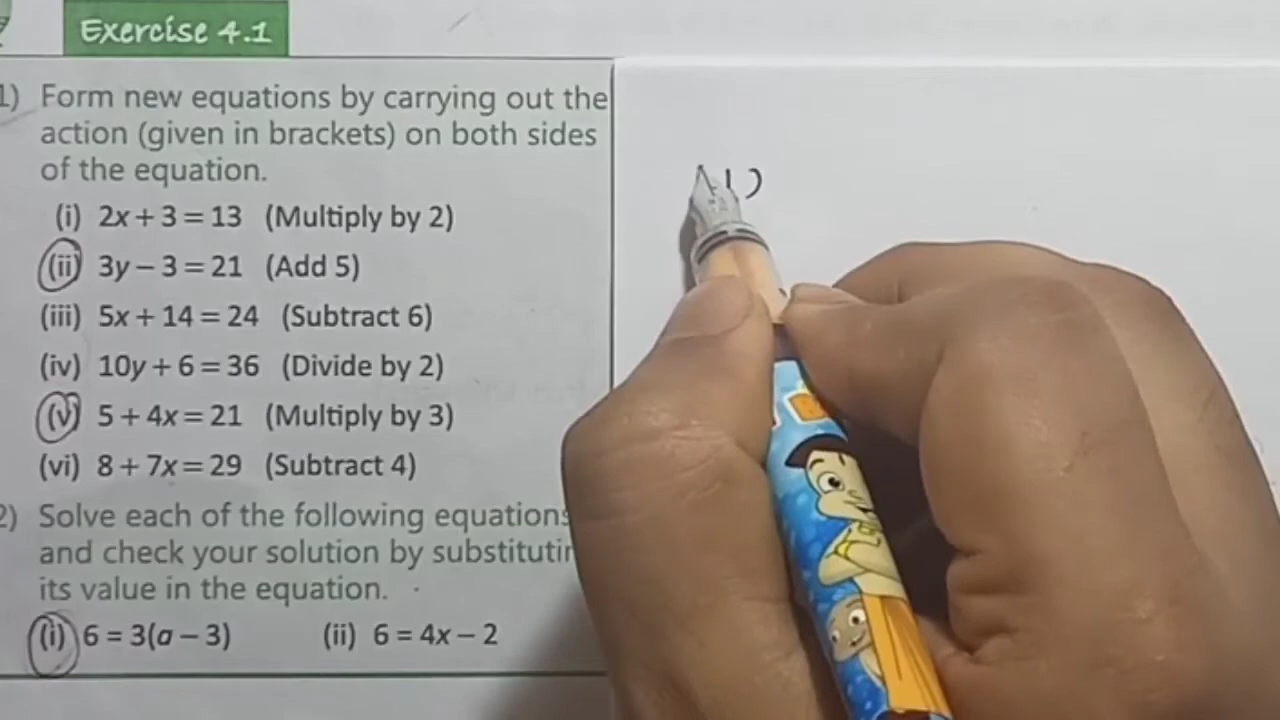 Exercise 4.1
1) Form new equations by carrying out the
action (given in brackets) on both sides
of the equation.
(i) 2x + 3 = 13 (Multiply by 2)
(ii) 3y – 3 = 21 (Add 5)
(iii) 5x + 14 = 24 (Subtract 6)
(iv) 10y + 6 = 36 (Divide by 2)
(v) 5 + 4x = 21 (Multiply by 3)
(vi) 8 + 7x = 29 (Subtract 4)
2) Solve each of the following equations
and check your solution by
its value in the equation.
(i) 6 = 3(a – 3) (ii) 6 = 4x – 2
1)